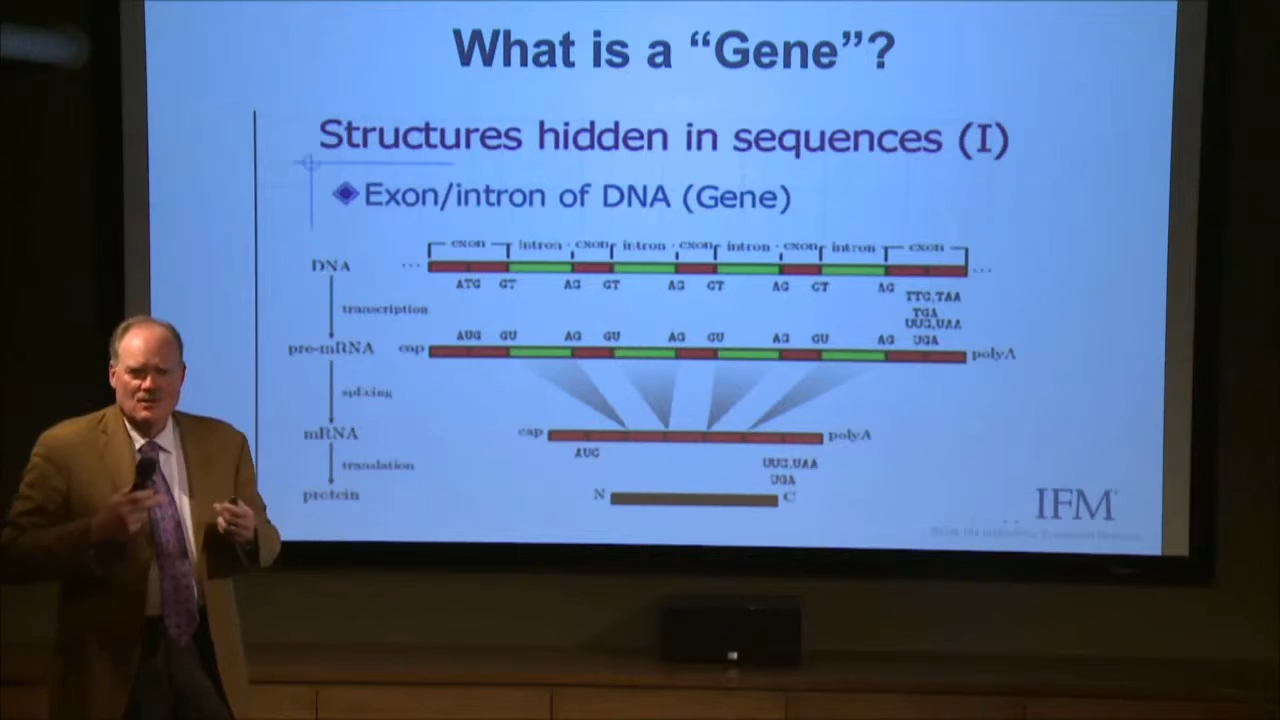 What is a “Gene”?
Structures hidden in sequences (I)
Exon/intron of DNA (Gene)
exon intron exon intron exon intron exon intron exon
DNA ... ...
ATG GT AG GT AG GT AG GT AG TTG,TAA
TGA
transcription
UUG,UAA
AUG GU AG GU AG GU AG GU AG UGA
pre-mRNA cap polyA
splicing
mRNA cap polyA
AUG UUG,UAA
translation UGA
protein N C
IFM